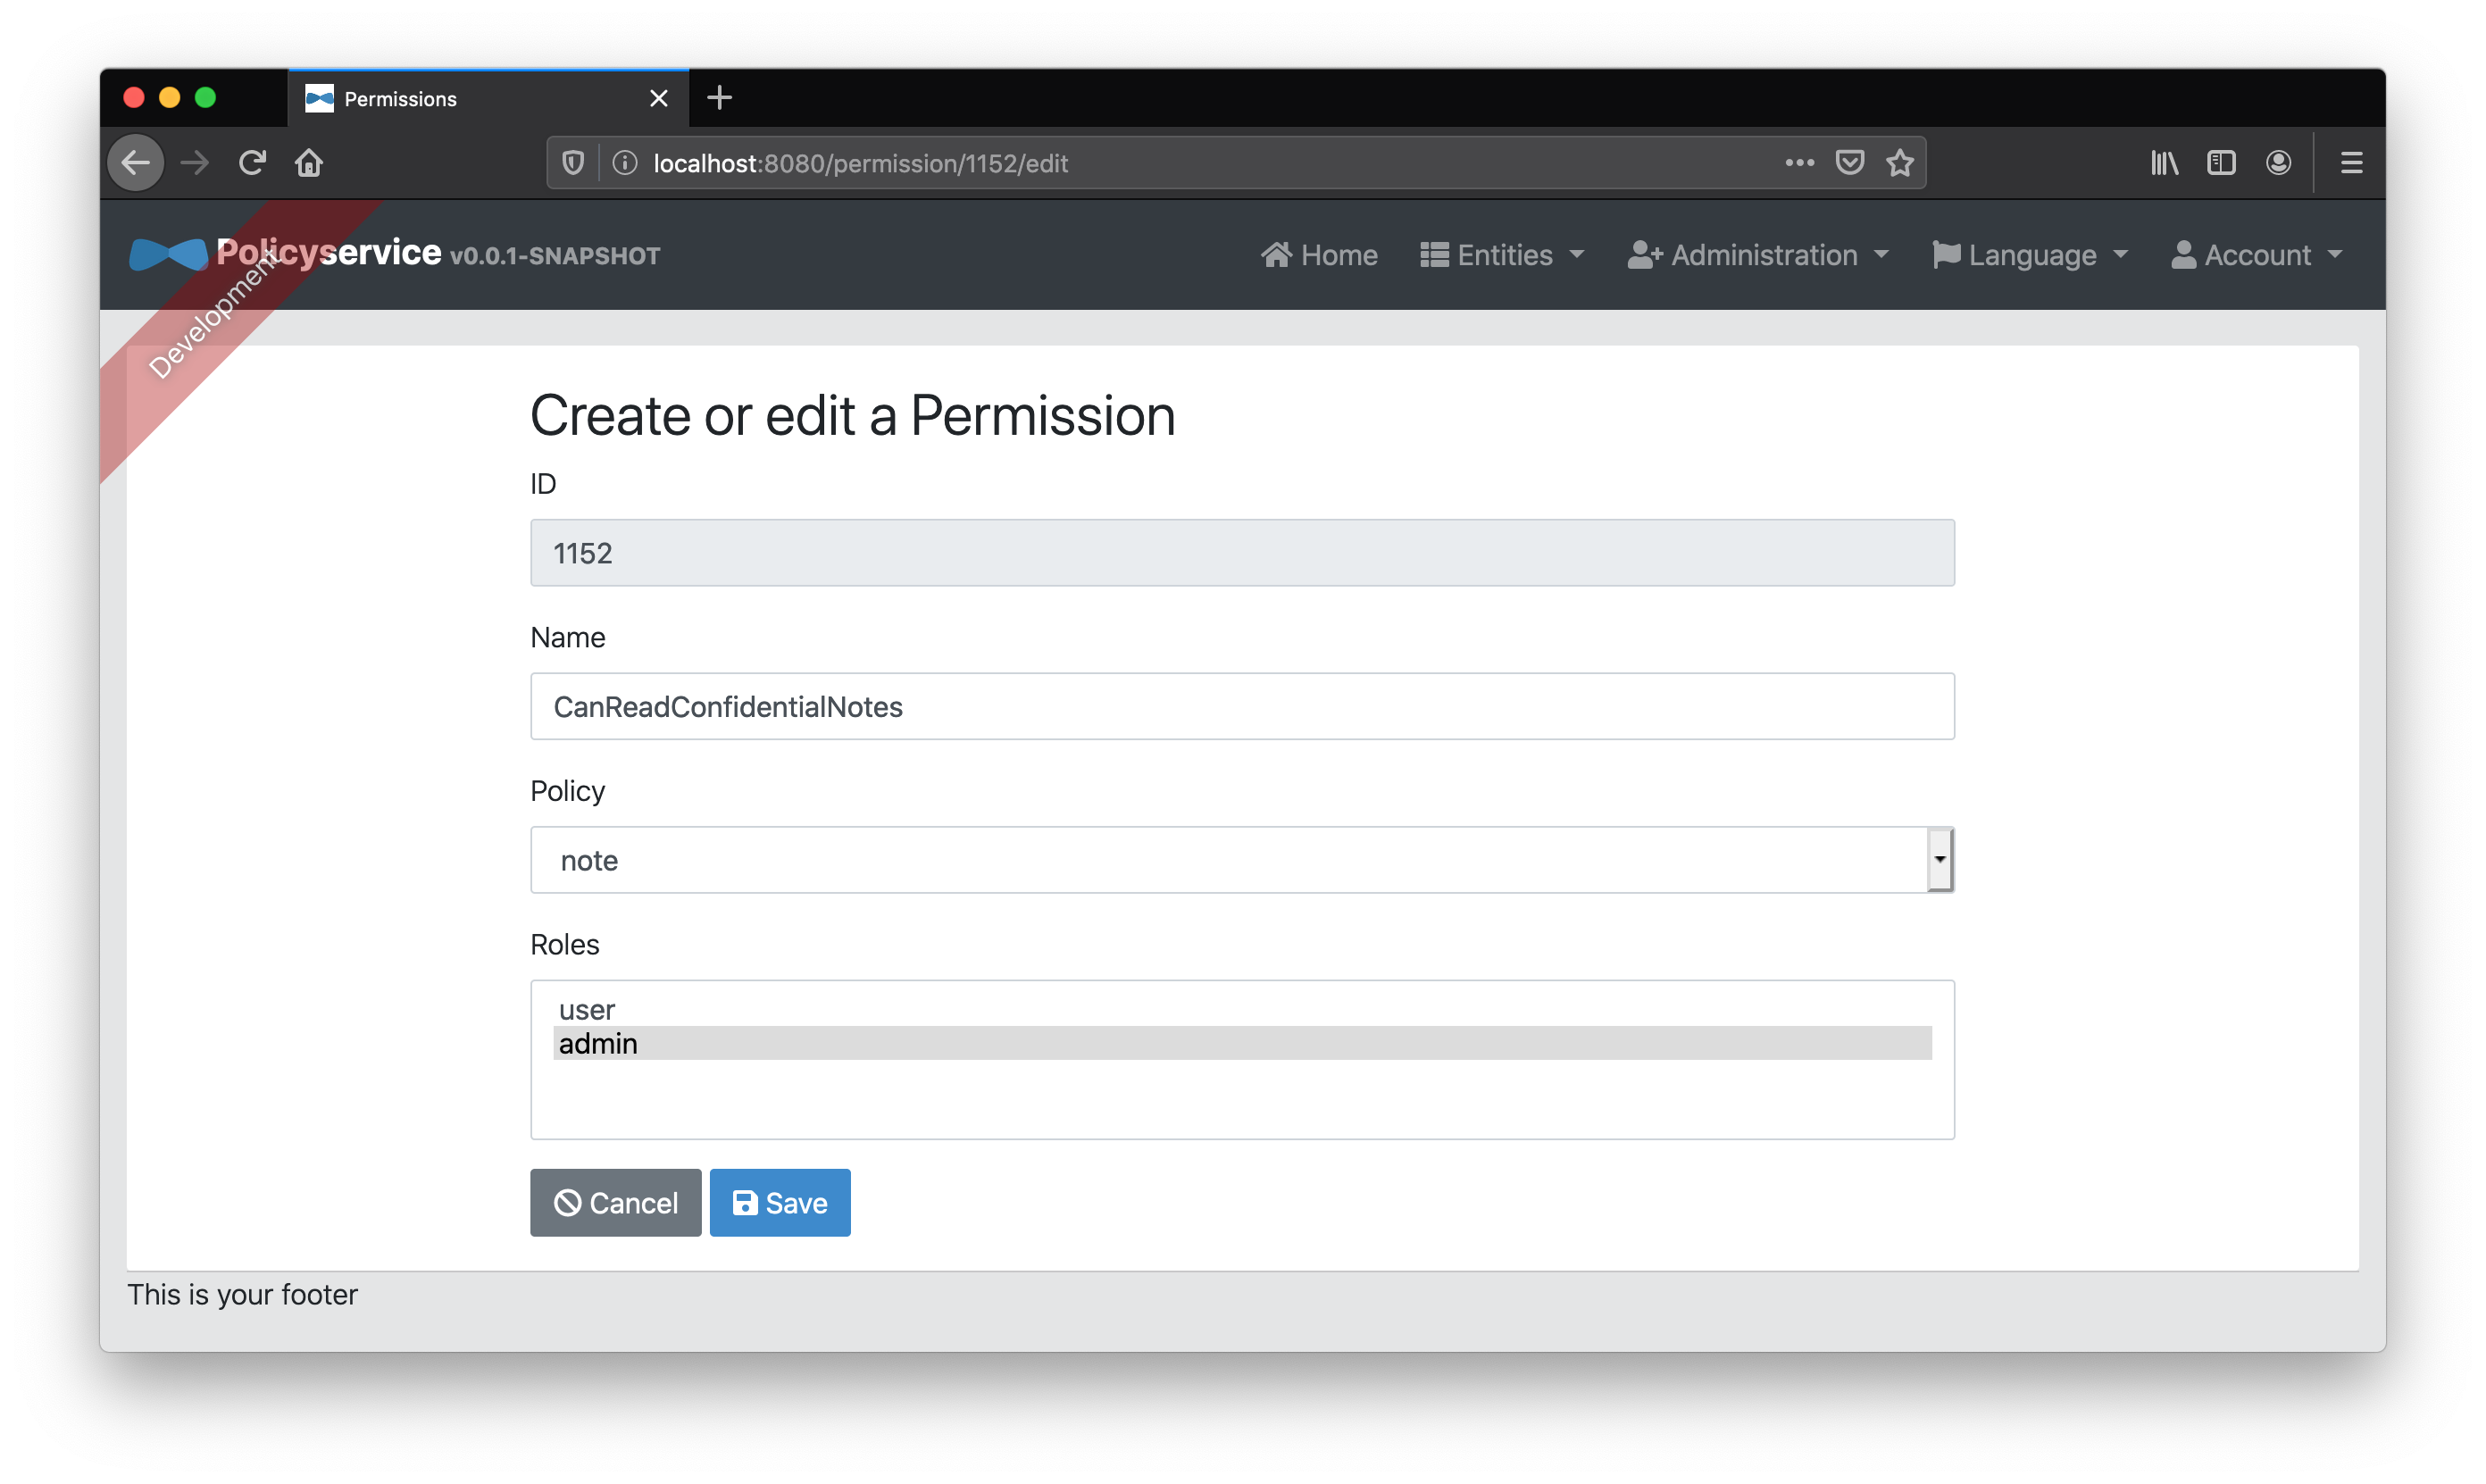 Permissions
localhost:8080/permission/1152/edit
Policyservice v0.0.1-SNAPSHOT
Home
Entities
Administration
Language
Account
Development
Create or edit a Permission
ID
1152
Name
CanReadConfidentialNotes
Policy
note
Roles
user
admin
Cancel
Save
This is your footer